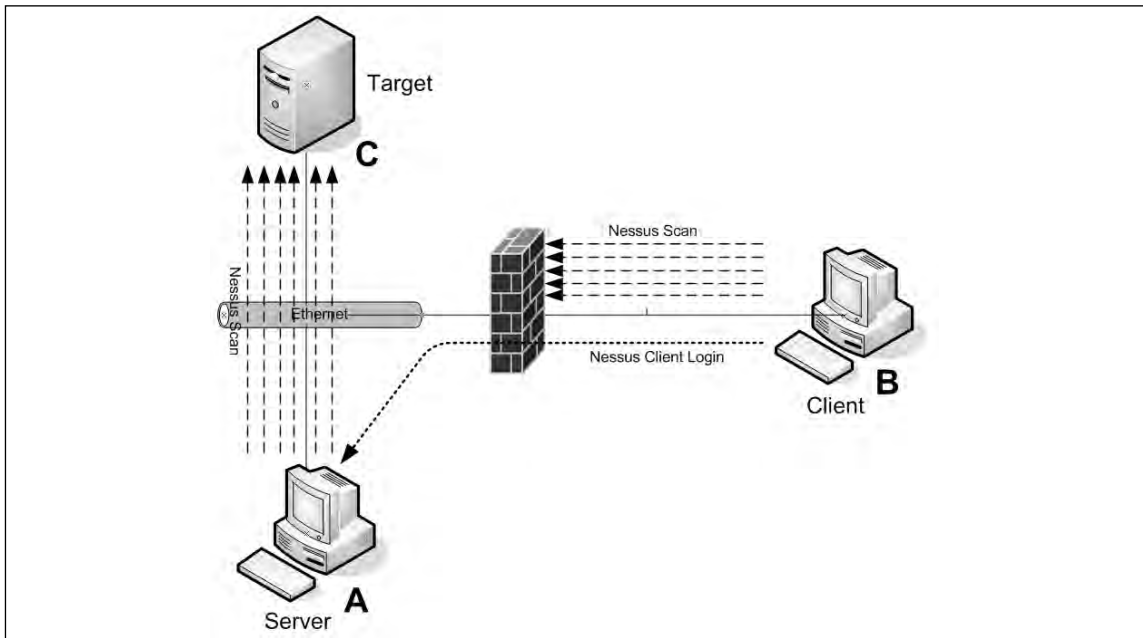 Target
C
Nessus Scan
Nessus Scan
Ethernet
Nessus Client Login
B
Client
A
Server